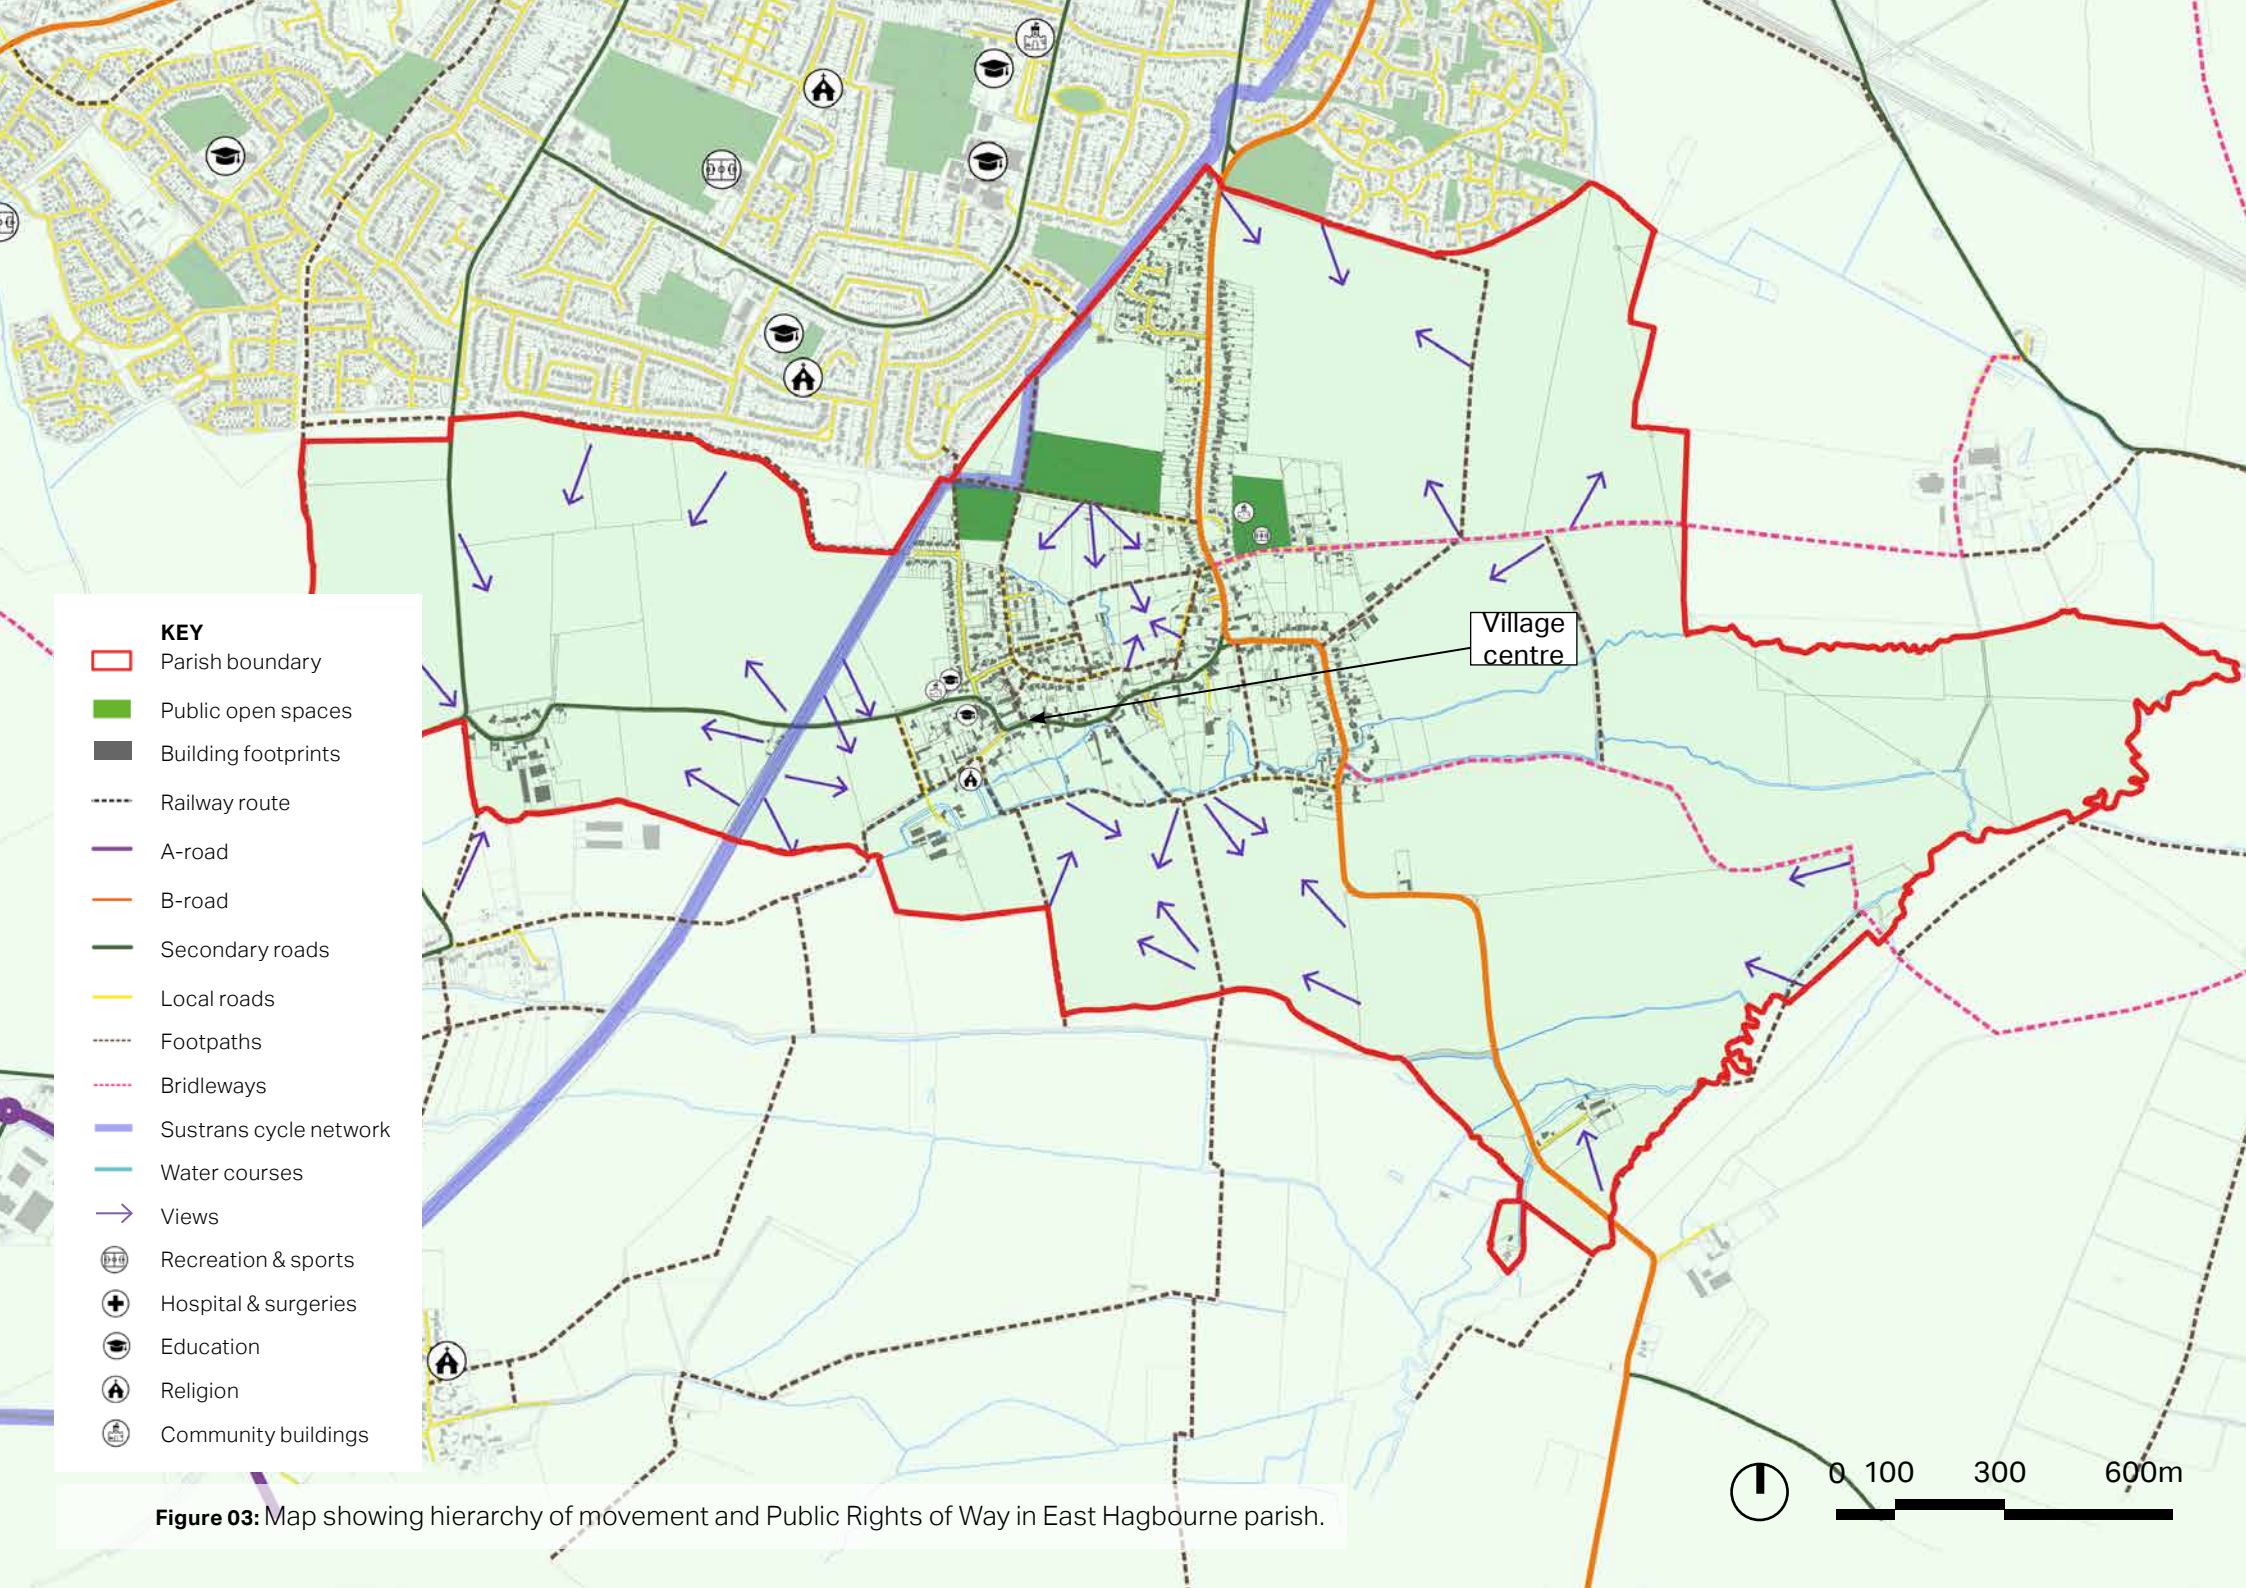 Village
centre
KEY
Parish boundary
Public open spaces
Building footprints
Railway route
A-road
B-road
Secondary roads
Local roads
Footpaths
Bridleways
Sustrans cycle network
Water courses
Views
Recreation & sports
Hospital & surgeries
Education
Religion
Community buildings
0 100 300 600m
Figure 03: Map showing hierarchy of movement and Public Rights of Way in East Hagbourne parish.